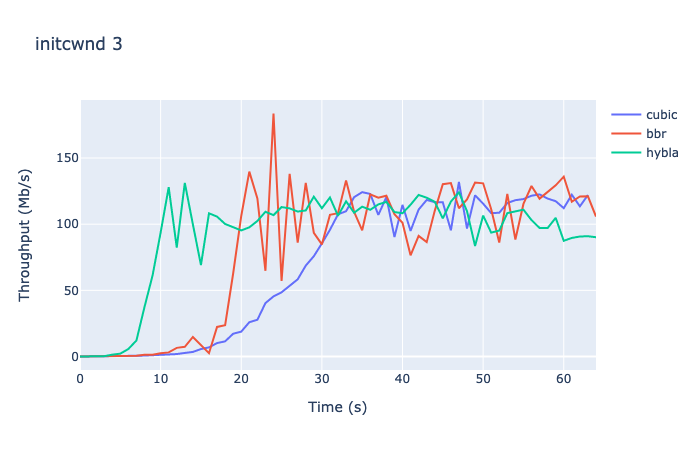 initcwnd 3
cubic
bbr
hybla
150
100
50
0
Throughput (Mb/s)
0 10 20 30 40 50 60
Time (s)